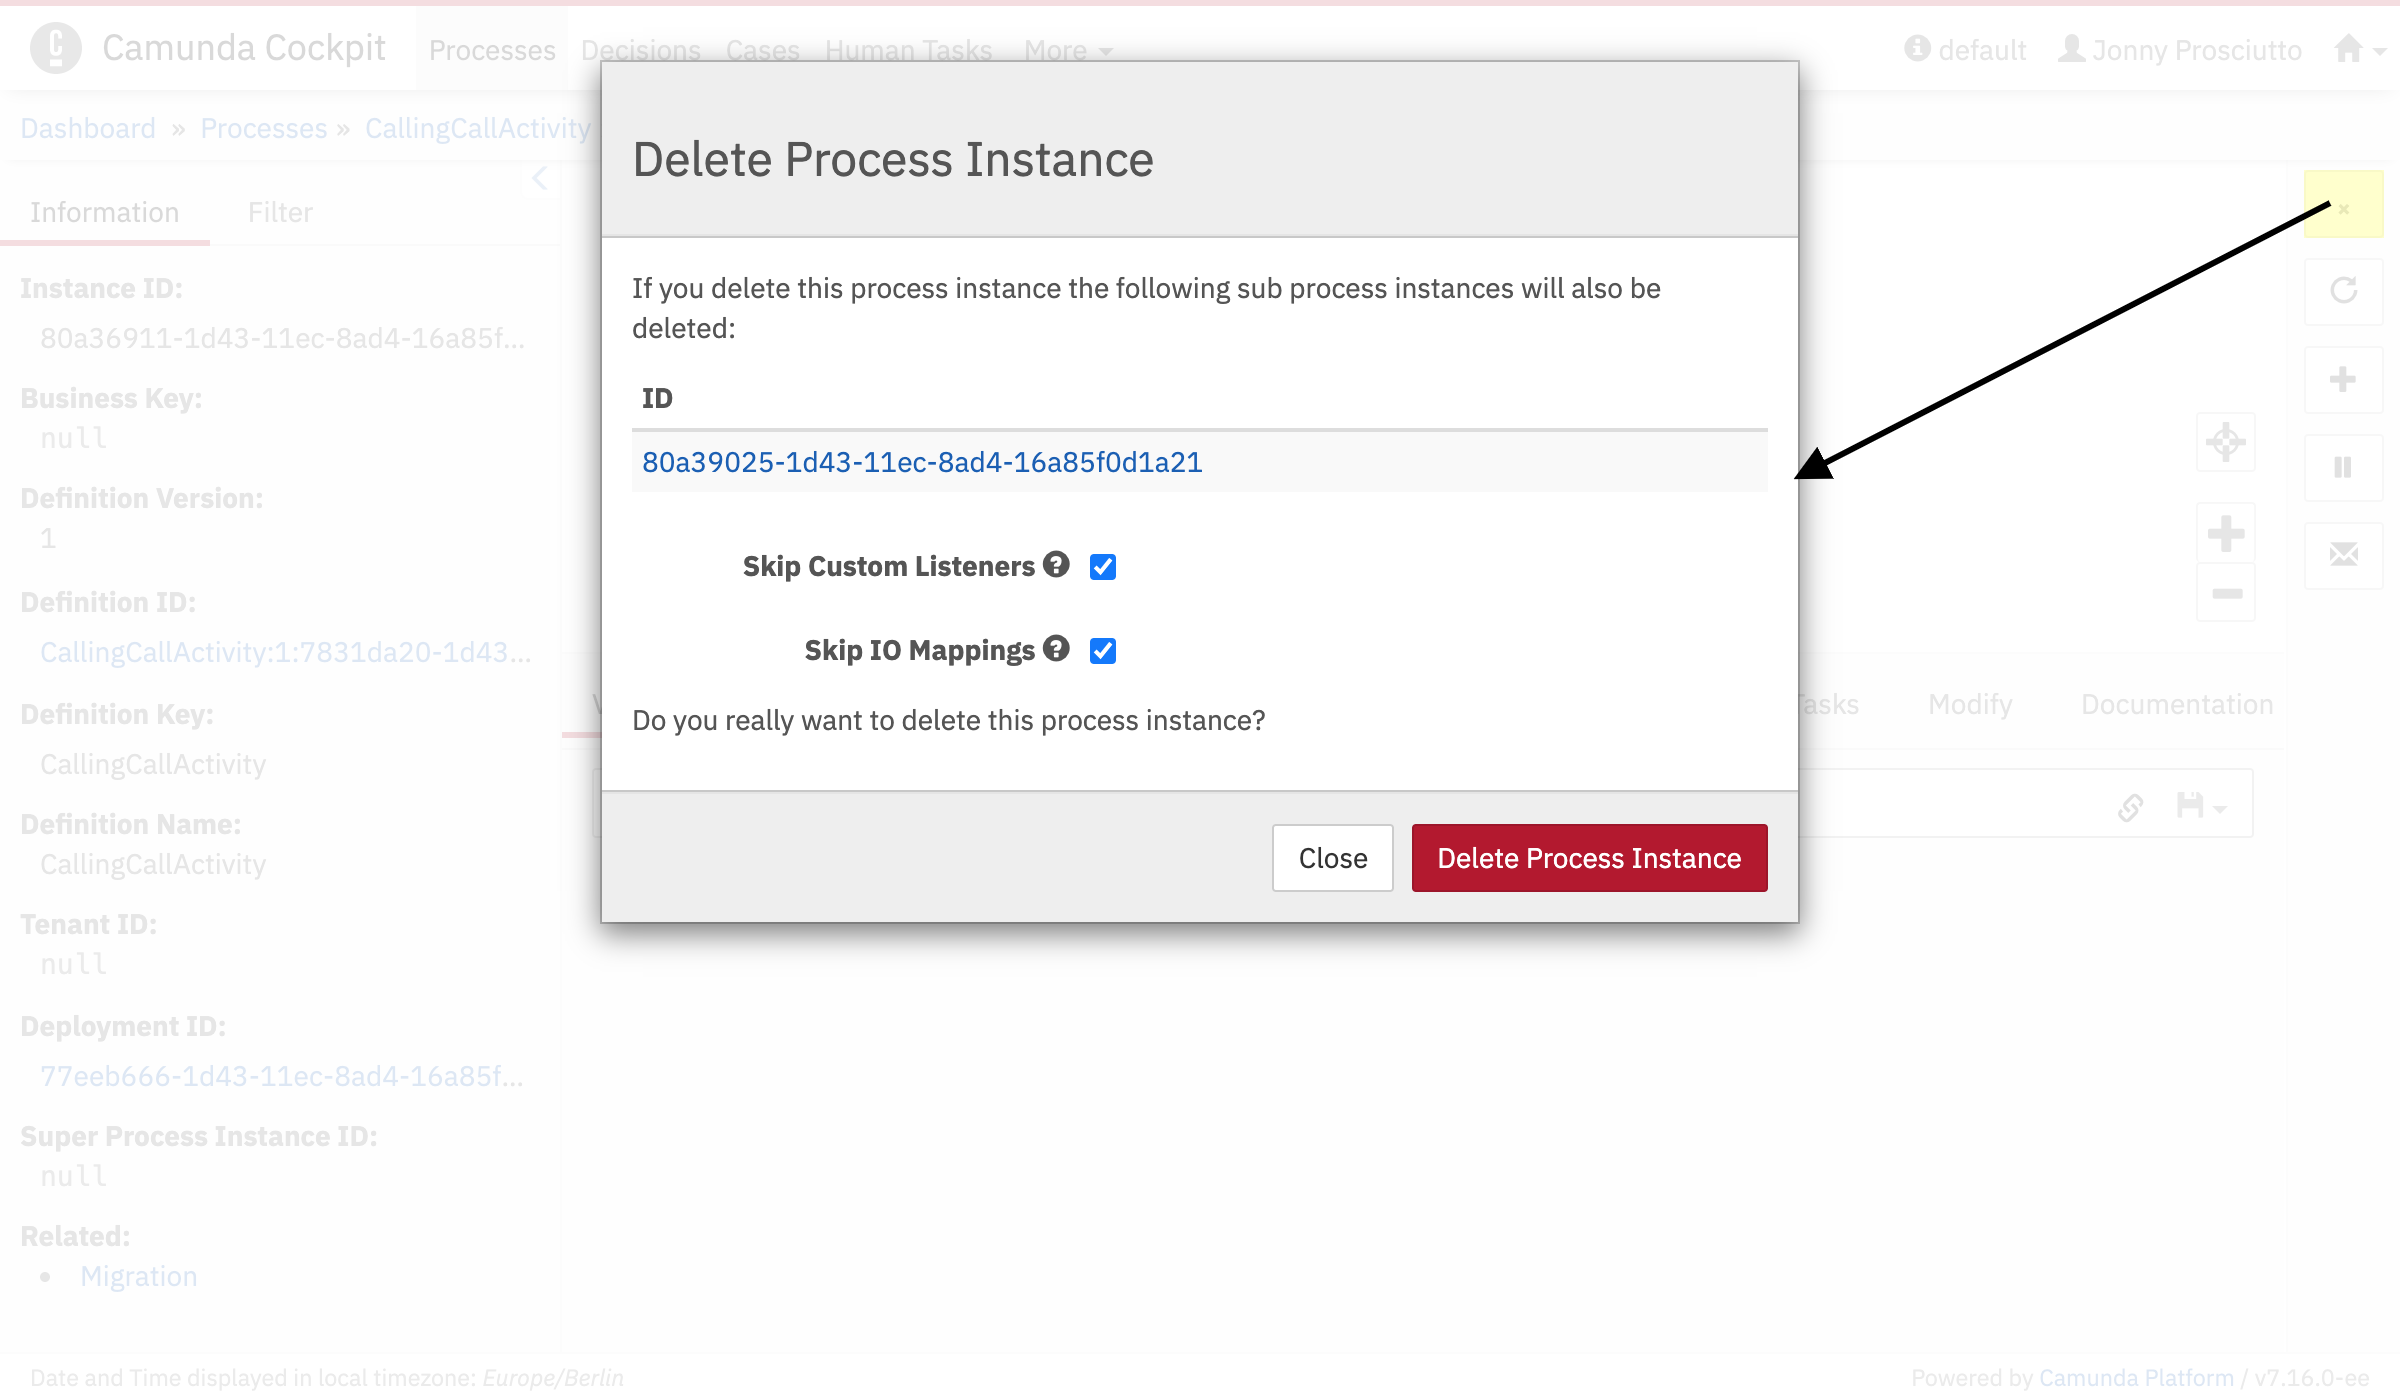 Camunda Cockpit Processes Decisions Cases Human Tasks More default Jonny Prosciutto
Dashboard » Processes » CallingCallActivity
Information Filter
Instance ID:
80a36911-1d43-11ec-8ad4-16a85f...
Business Key:
null
Definition Version:
1
Definition ID:
CallingCallActivity:1:7831da20-1d43...
Definition Key:
CallingCallActivity
Definition Name:
CallingCallActivity
Tenant ID:
null
Deployment ID:
77eeb666-1d43-11ec-8ad4-16a85f...
Super Process Instance ID:
null
Related:
• Migration
Delete Process Instance
If you delete this process instance the following sub process instances will also be
deleted:
ID
80a39025-1d43-11ec-8ad4-16a85f0d1a21
Skip Custom Listeners ?
Skip IO Mappings ?
Do you really want to delete this process instance?
Close Delete Process Instance
Modify Documentation
Date and Time displayed in local timezone: Europe/Berlin
Powered by Camunda Platform / v7.16.0-ee